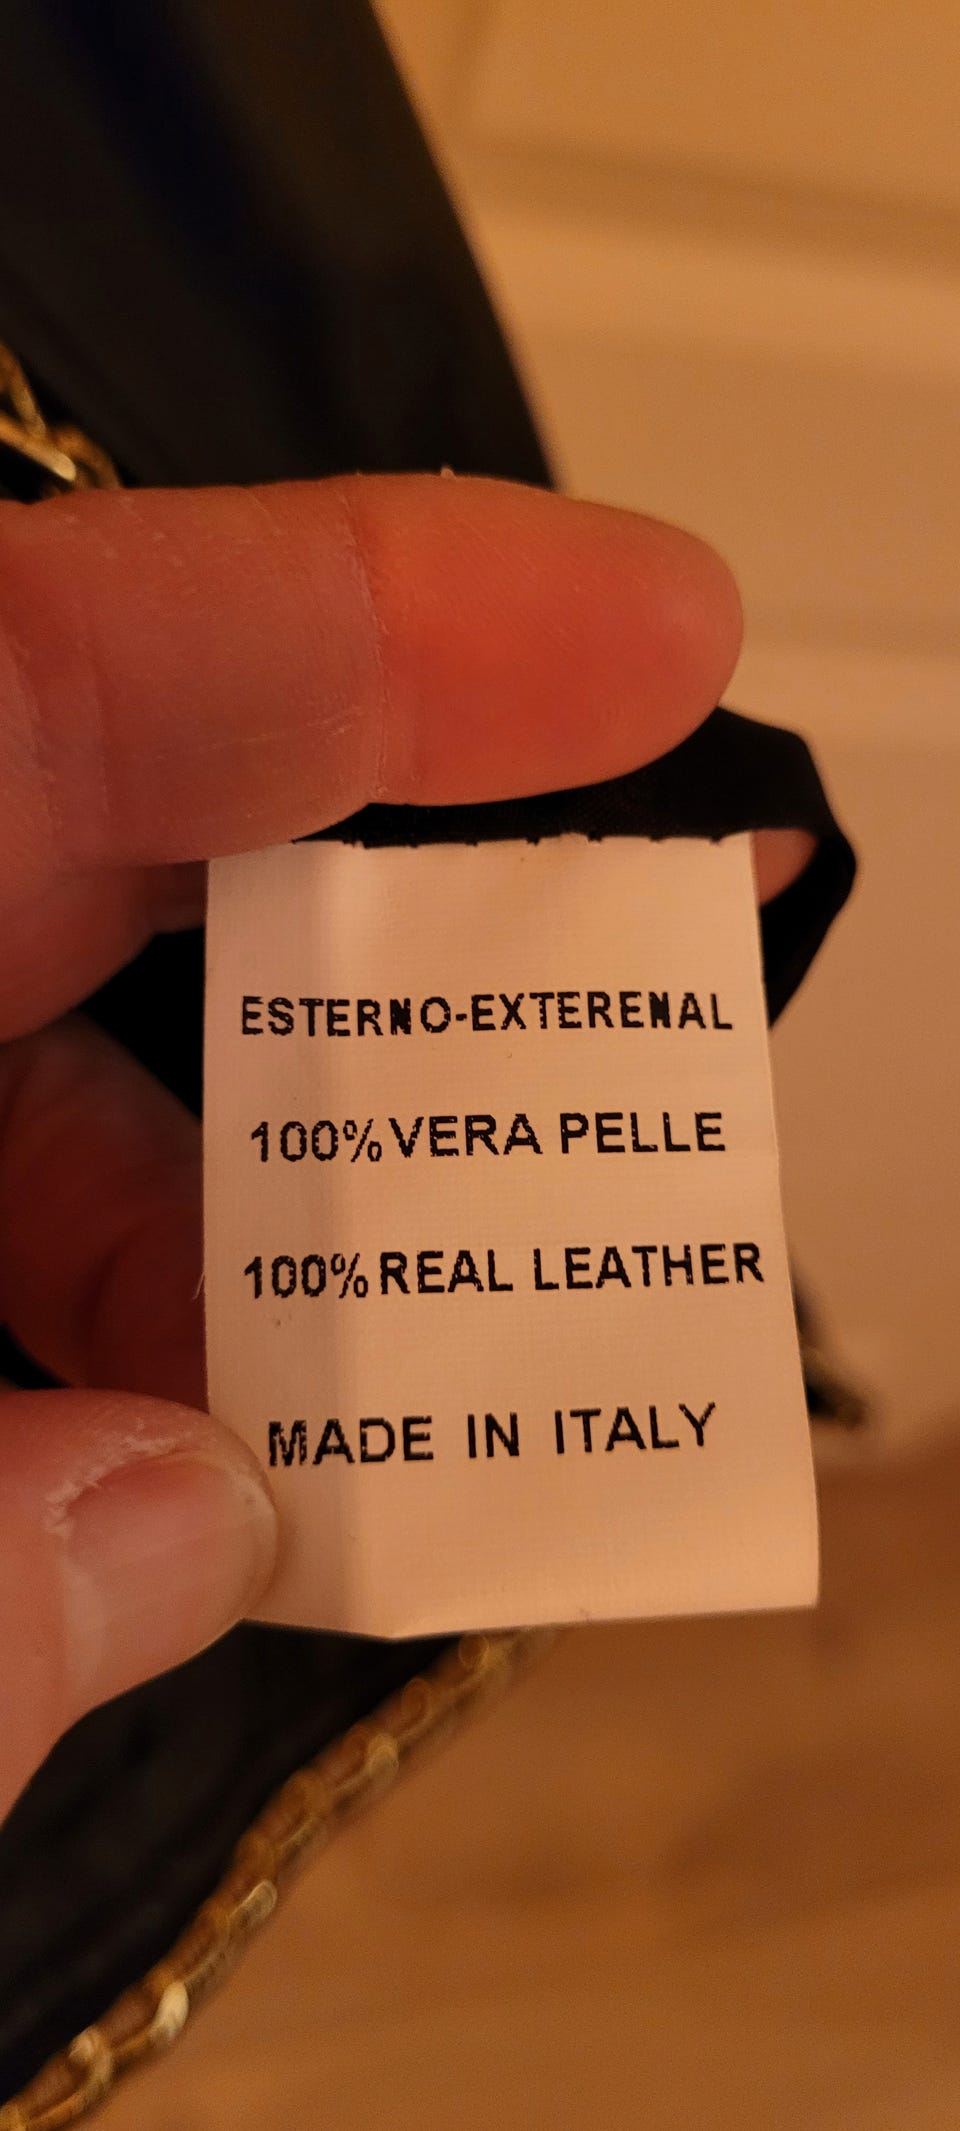 ESTERNO-EXTERENAL
100% VERA PELLE
100% REAL LEATHER
MADE IN ITALY